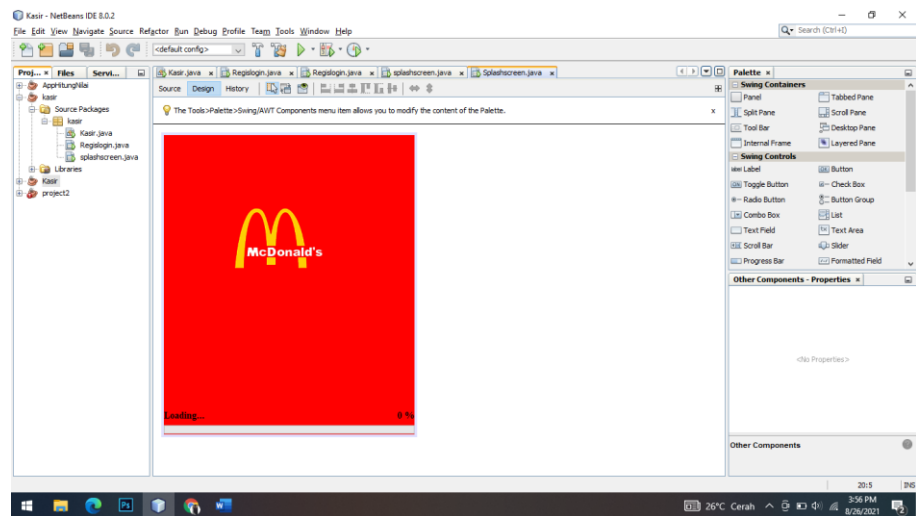 Kasir - NetBeans IDE 8.0.2
File Edit View Navigate Source Refactor Run Debug Profile Team Tools Window Help
Search (Ctrl+I)
<default config>
Proj... x Files Servi...
Kasir.java x Regislogin.java x Regislogin.java x splashscreen.java x Splashscreen.java x
Source Design History
The Tools>Palette>Swing/AWT Components menu item allows you to modify the content of the Palette. x
AppHitungNilai
kasir
Source Packages
kasir
Kasir.java
Regislogin.java
splashscreen.java
Libraries
Kasir
project2
McDonald's
Loading...
0 %
Palette x
Swing Containers
Panel Tabbed Pane
Split Pane Scroll Pane
Tool Bar Desktop Pane
Internal Frame Layered Pane
Swing Controls
label Label Button
Toggle Button Check Box
Radio Button Button Group
Combo Box List
Text Field Text Area
Scroll Bar Slider
Progress Bar Formatted Field
Other Components - Properties x
<No Properties>
Other Components
20:5 INS
26°C Cerah
3:56 PM
8/26/2021